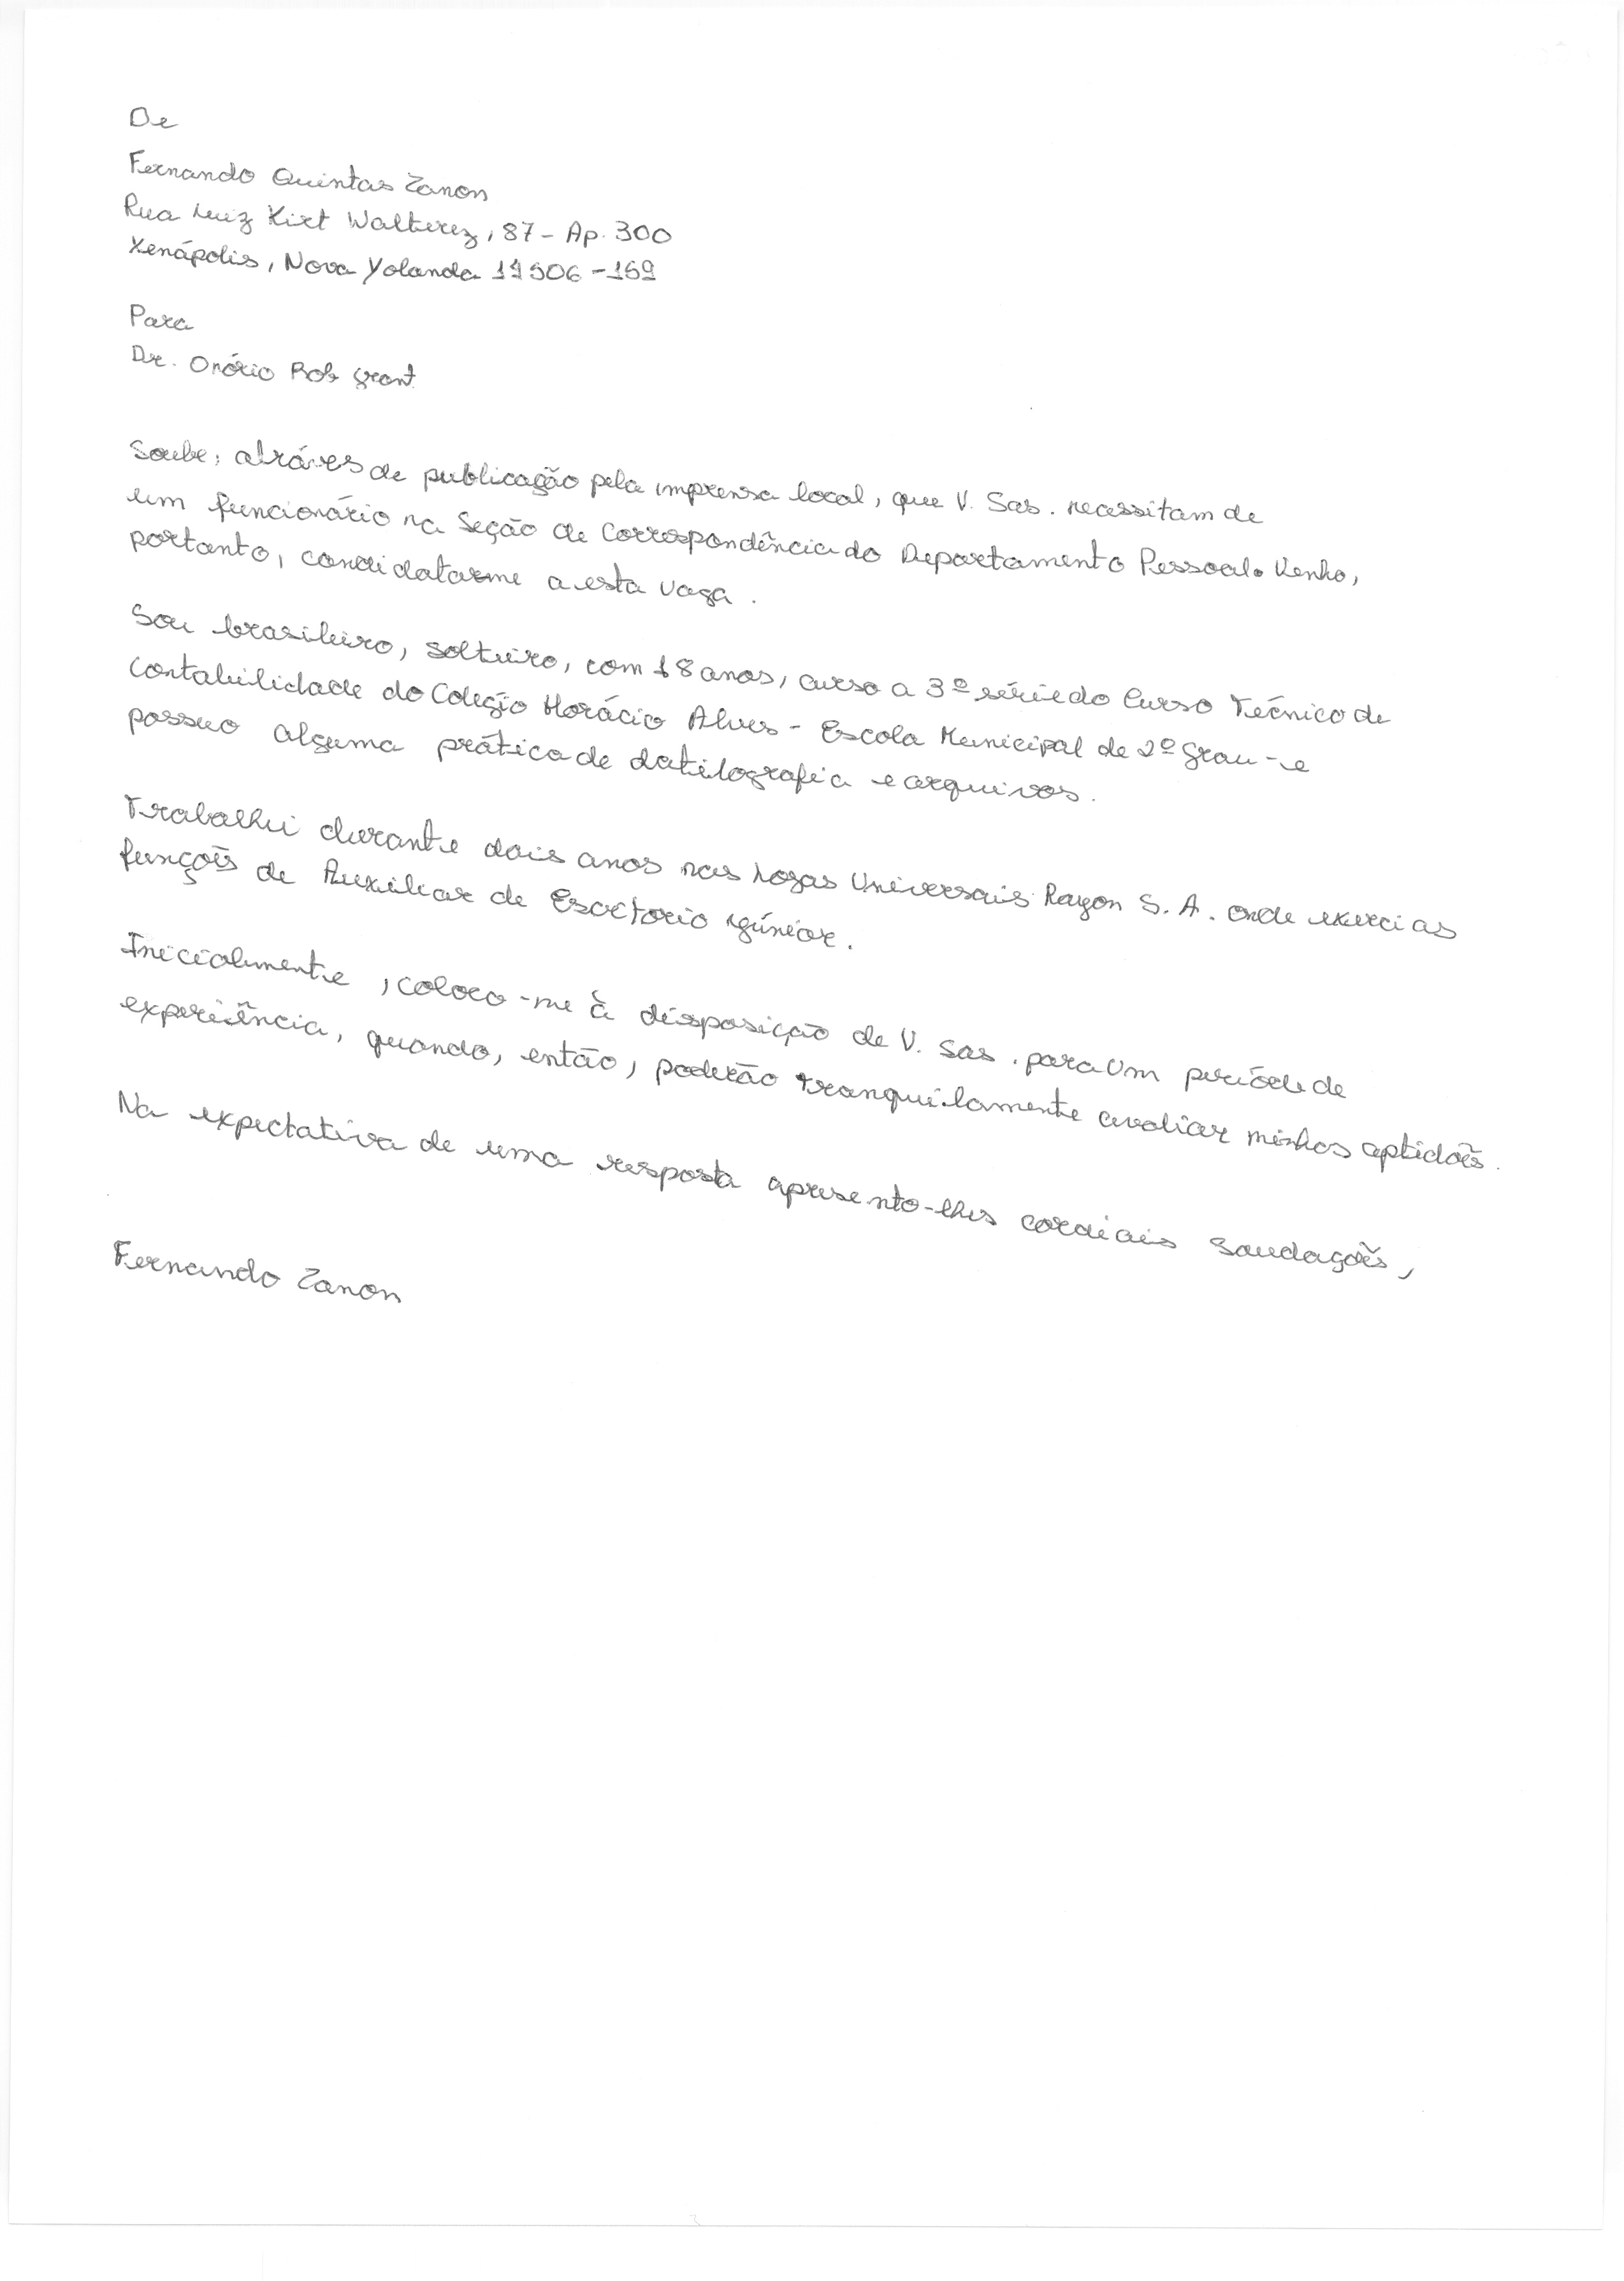 De
Fernando Quintas Zanon
Rua Luiz Kirt Walterez, 87 - Ap. 300
Xenápolis, Nova Yolanda 19506-169
Para
Dr. Onório Bob Grant
Soube, atráves de publicação pela imprensa local, que V. Sas. necessitam de
um funcionário na Seção de Correspondência do Departamento Pessoal. Venho,
portanto, candidatarme a esta vaga.
Sou brasileiro, solteiro, com 18 anos, curso a 3ª série do Curso Técnico de
Contabilidade do Colégio Horácio Alves - Escola Municipal de 2º Grau - e
possuo alguma prática de datilografia e arquivos.
Trabalhei durante dois anos nas Lojas Universais Rayon S. A. onde exerci as
funções de Auxiliar de Escrtorio
Inicialmente, coloco-me à disposição de V. Sas. para um período de
experiência, quando, então, poderão tranquilamente avaliar minhas aptidões.
Na expectativa de uma resposta apresento-lhes cordiais saudações,
Fernando Zanon